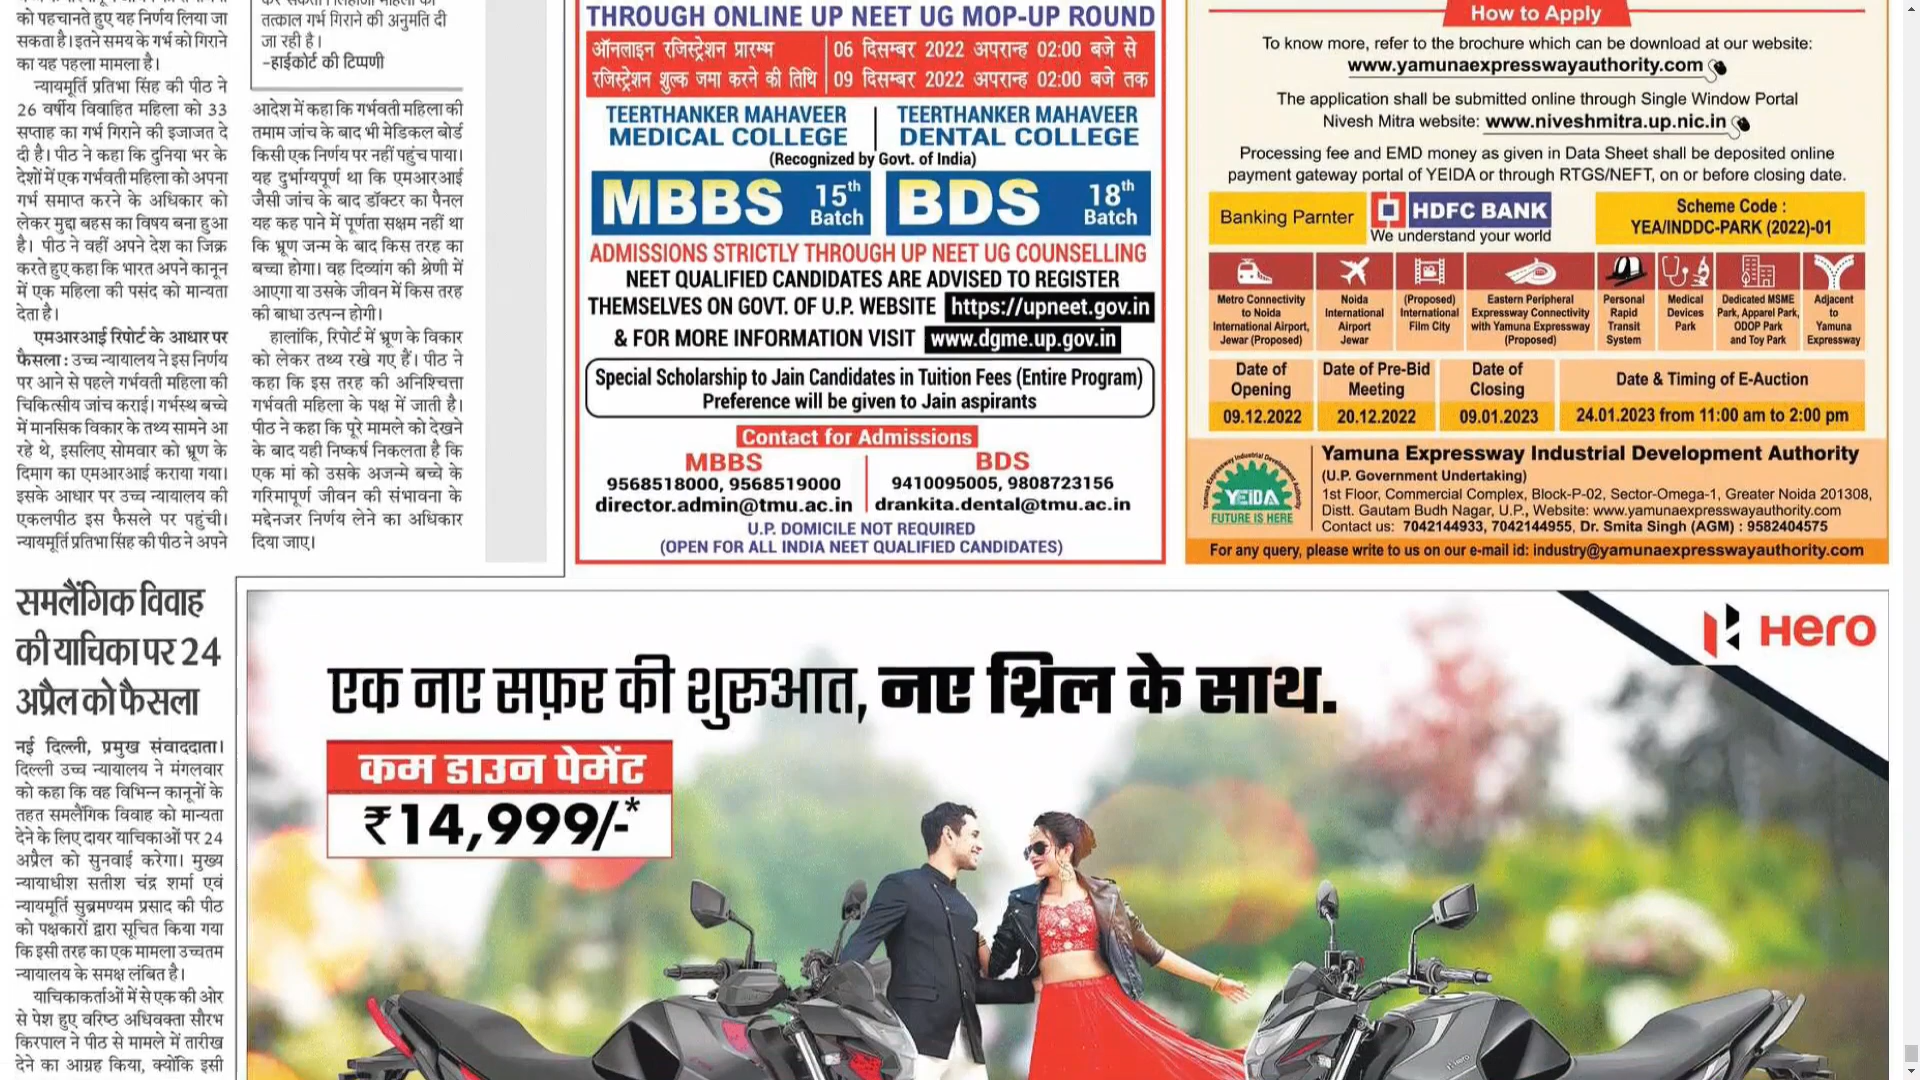 को पहचानते हुए यह निर्णय लिया जा
सकता है। इतने समय के गर्भ को गिराने
का यह पहला मामला है।
न्यायमूर्ति प्रतिभा सिंह की पीठ ने
26 वर्षीय विवाहित महिला को 33
सप्ताह का गर्भ गिराने की इजाजत दे
दी है। पीठ ने कहा कि दुनिया भर के
देशों में एक गर्भवती महिला को अपना
गर्भ समाप्त करने के अधिकार को
लेकर मुद्दा बहस का विषय बना हुआ
है। पीठ ने वहीं अपने देश का जिक्र
करते हुए कहा कि भारत अपने कानून
में एक महिला की पसंद को मान्यता
देता है।
एमआरआई रिपोर्ट के आधार पर
फैसला : उच्च न्यायालय ने इस निर्णय
पर आने से पहले गर्भवती महिला की
चिकित्सीय जांच कराई। गर्भस्थ बच्चे
में मानसिक विकार के तथ्य सामने आ
रहे थे, इसलिए सोमवार को भ्रूण के
दिमाग का एमआरआई कराया गया।
इसके आधार पर उच्च न्यायालय की
एकलपीठ इस फैसले पर पहुंची।
न्यायमूर्ति प्रतिभा सिंह की पीठ ने अपने
तत्काल गर्भ गिराने की अनुमति दी
जा रही है।
-हाईकोर्ट की टिप्पणी
आदेश में कहा कि गर्भवती महिला की
तमाम जांच के बाद भी मेडिकल बोर्ड
किसी एक निर्णय पर नहीं पहुंच पाया।
यह दुर्भाग्यपूर्ण था कि एमआरआई
जैसी जांच के बाद डॉक्टर का पैनल
यह कह पाने में पूर्णता सक्षम नहीं था
कि भ्रूण जन्म के बाद किस तरह का
बच्चा होगा। वह दिव्यांग की श्रेणी में
आएगा या उसके जीवन में किस तरह
की बाधा उत्पन्न होगी।
हालांकि, रिपोर्ट में भ्रूण के विकार
को लेकर तथ्य रखे गए हैं। पीठ ने
कहा कि इस तरह की अनिश्चित्ता
गर्भवती महिला के पक्ष में जाती है।
पीठ ने कहा कि पूरे मामले को देखने
के बाद यही निष्कर्ष निकलता है कि
एक मां को उसके अजन्मे बच्चे के
गरिमापूर्ण जीवन की संभावना के
मद्देनजर निर्णय लेने का अधिकार
दिया जाए।
THROUGH ONLINE UP NEET UG MOP-UP ROUND
ऑनलाइन रजिस्ट्रेशन प्रारम्भ 06 दिसम्बर 2022 अपरान्ह 02:00 बजे से
रजिस्ट्रेशन शुल्क जमा करने की तिथि 09 दिसम्बर 2022 अपरान्ह 02:00 बजे तक
TEERTHANKER MAHAVEER
MEDICAL COLLEGE
TEERTHANKER MAHAVEER
DENTAL COLLEGE
(Recognized by Govt. of India)
MBBS 15th Batch
BDS 18th Batch
ADMISSIONS STRICTLY THROUGH UP NEET UG COUNSELLING
NEET QUALIFIED CANDIDATES ARE ADVISED TO REGISTER
THEMSELVES ON GOVT. OF U.P. WEBSITE https://upneet.gov.in
& FOR MORE INFORMATION VISIT www.dgme.up.gov.in
Special Scholarship to Jain Candidates in Tuition Fees (Entire Program)
Preference will be given to Jain aspirants
Contact for Admissions
MBBS
9568518000, 9568519000
director.admin@tmu.ac.in
BDS
9410095005, 9808723156
drankita.dental@tmu.ac.in
U.P. DOMICILE NOT REQUIRED
(OPEN FOR ALL INDIA NEET QUALIFIED CANDIDATES)
How to Apply
To know more, refer to the brochure which can be download at our website:
www.yamunaexpresswayauthority.com
The application shall be submitted online through Single Window Portal
Nivesh Mitra website: www.niveshmitra.up.nic.in
Processing fee and EMD money as given in Data Sheet shall be deposited online
payment gateway portal of YEIDA or through RTGS/NEFT, on or before closing date.
Banking Parnter
HDFC BANK
We understand your world
Scheme Code :
YEA/INDDC-PARK (2022)-01
Metro Connectivity
to Noida
International Airport,
Jewar (Proposed)
Noida
International
Airport
Jewar
(Proposed)
International
Film City
Eastern Peripheral
Expressway Connectivity
with Yamuna Expressway
(Proposed)
Personal
Rapid
Transit
System
Medical
Devices
Park
Dedicated MSME
Park, Apparel Park,
ODOP Park
and Toy Park
Adjacent
to
Yamuna
Expressway
Date of
Opening
09.12.2022
Date of Pre-Bid
Meeting
20.12.2022
Date of
Closing
09.01.2023
Date & Timing of E-Auction
24.01.2023 from 11:00 am to 2:00 pm
YEIDA
FUTURE IS HERE
Yamuna Expressway Industrial Development Authority
(U.P. Government Undertaking)
1st Floor, Commercial Complex, Block-P-02, Sector-Omega-1, Greater Noida 201308,
Distt. Gautam Budh Nagar, U.P., Website: www.yamunaexpresswayauthority.com
Contact us: 7042144933, 7042144955, Dr. Smita Singh (AGM) : 9582404575
For any query, please write to us on our e-mail id: industry@yamunaexpresswayauthority.com
समलैंगिक विवाह
की याचिका पर 24
अप्रैल को फैसला
नई दिल्ली, प्रमुख संवाददाता।
दिल्ली उच्च न्यायालय ने मंगलवार
को कहा कि वह विभिन्न कानूनों के
तहत समलैंगिक विवाह को मान्यता
देने के लिए दायर याचिकाओं पर 24
अप्रैल को सुनवाई करेगा। मुख्य
न्यायाधीश सतीश चंद्र शर्मा एवं
न्यायमूर्ति सुब्रमण्यम प्रसाद की पीठ
को पक्षकारों द्वारा सूचित किया गया
कि इसी तरह का एक मामला उच्चतम
न्यायालय के समक्ष लंबित है।
याचिकाकर्ताओं में से एक की ओर
से पेश हुए वरिष्ठ अधिवक्ता सौरभ
किरपाल ने पीठ से मामले में तारीख
देने का आग्रह किया, क्योंकि इसी
Hero
एक नए सफ़र की शुरुआत, नए थ्रिल के साथ.
कम डाउन पेमेंट
₹14,999/-*
Hero